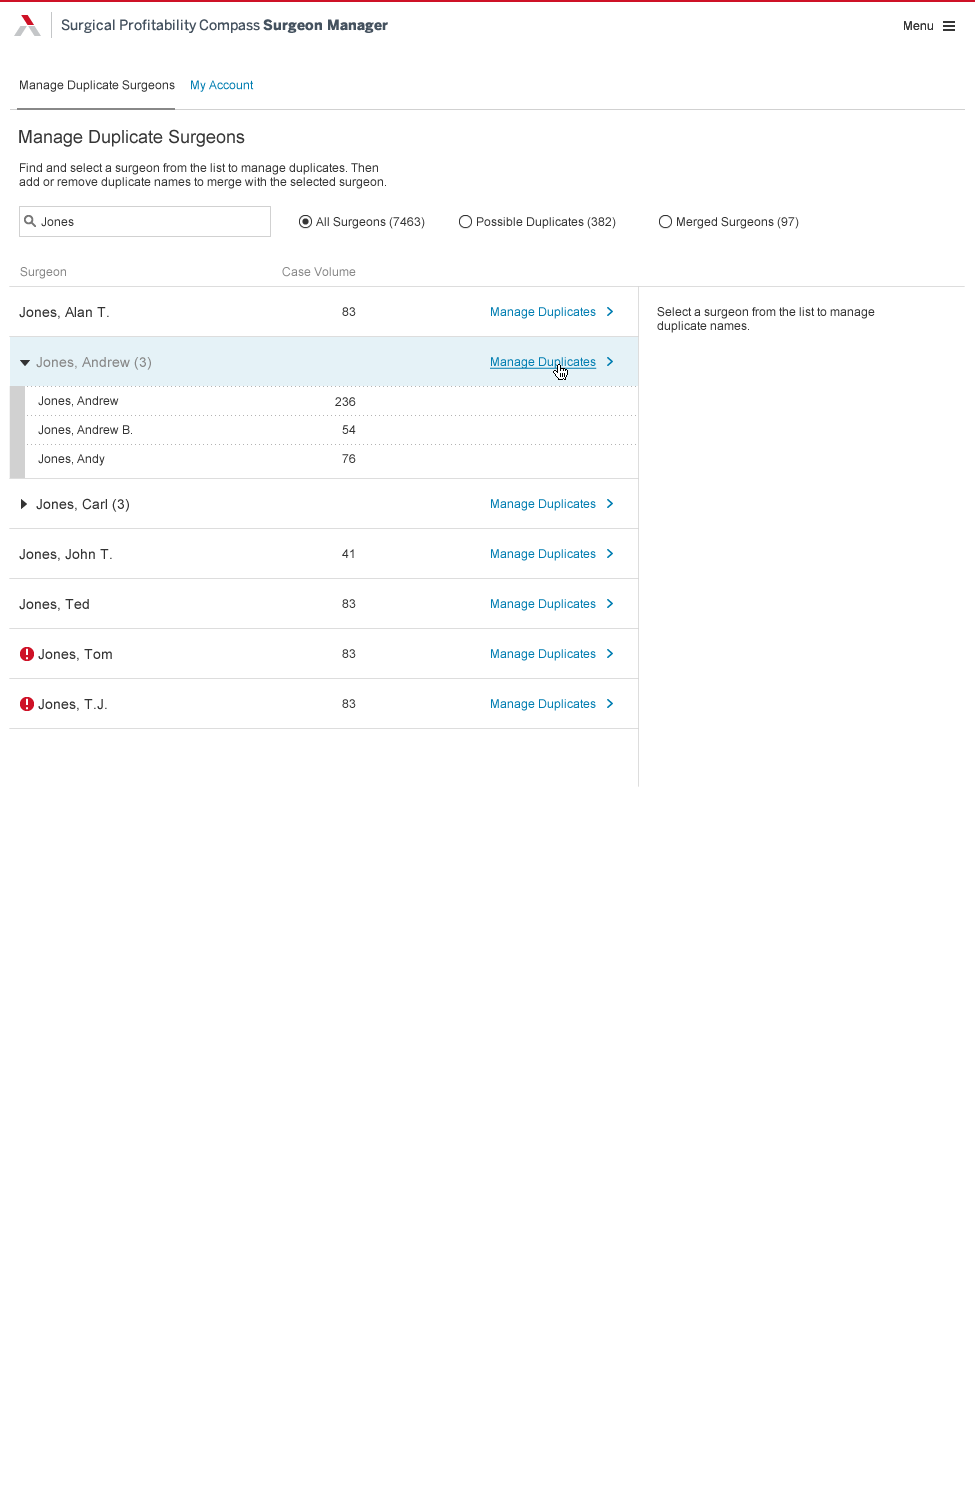 Surgical Profitability Compass Surgeon Manager
Menu
Manage Duplicate Surgeons My Account
Manage Duplicate Surgeons
Find and select a surgeon from the list to manage duplicates. Then
add or remove duplicate names to merge with the selected surgeon.
Jones All Surgeons (7463) Possible Duplicates (382) Merged Surgeons (97)
Surgeon Case Volume
Jones, Alan T. 83 Manage Duplicates
Select a surgeon from the list to manage
duplicate names.
Jones, Andrew (3) Manage Duplicates
Jones, Andrew 236
Jones, Andrew B. 54
Jones, Andy 76
Jones, Carl (3) Manage Duplicates
Jones, John T. 41 Manage Duplicates
Jones, Ted 83 Manage Duplicates
Jones, Tom 83 Manage Duplicates
Jones, T.J. 83 Manage Duplicates